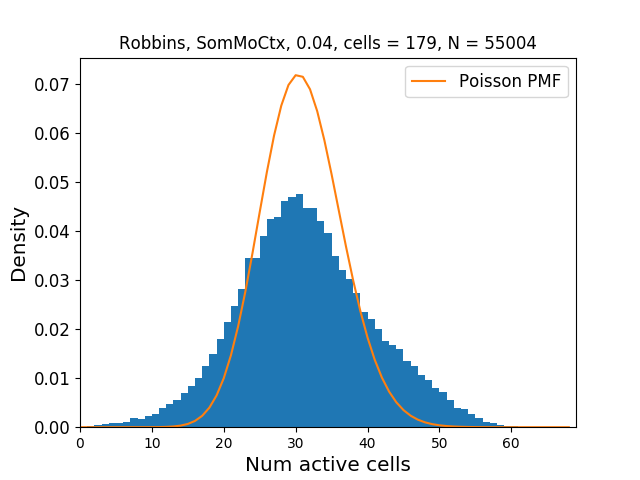 Robbins, SomMoCtx, 0.04, cells = 179, N = 55004
Poisson PMF
Density
0.07
0.06
0.05
0.04
0.03
0.02
0.01
0.00
0 10 20 30 40 50 60
Num active cells